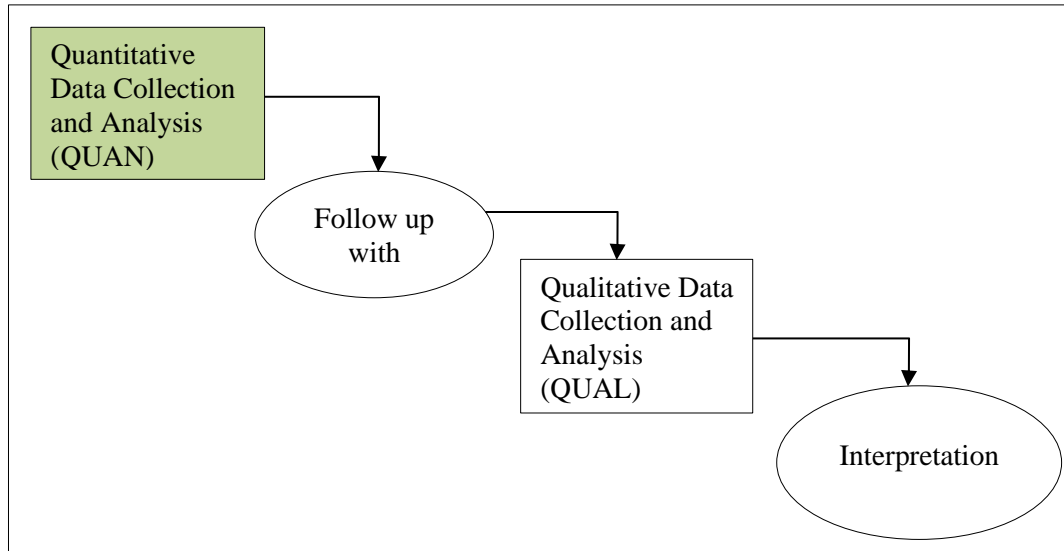 Quantitative
Data Collection
and Analysis
(QUAN)
Follow up
with
Qualitative Data
Collection and
Analysis
(QUAL)
Interpretation